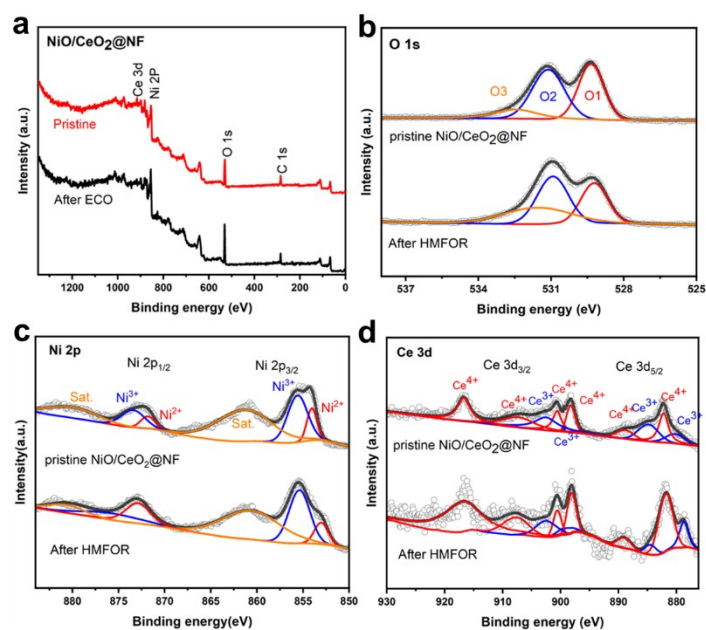 a
NiO/CeO₂@NF
Ce 3d
Ni 2P
O 1s
C 1s
Pristine
After ECO
Intensity (a.u.)
1200 1000 800 600 400 200 0
Binding energy (eV)
b
O 1s
O3
O2
O1
pristine NiO/CeO₂@NF
After HMFOR
Intensity (a.u.)
537 534 531 528 525
Binding energy (eV)
c
Ni 2p
Ni 2p₁/₂
Ni 2p₃/₂
Sat.
Ni³⁺
Ni²⁺
Sat.
Ni³⁺
Ni²⁺
pristine NiO/CeO₂@NF
After HMFOR
Intensity(a.u.)
880 875 870 865 860 855 850
Binding energy(eV)
d
Ce 3d
Ce 3d₃/₂
Ce 3d₅/₂
Ce⁴⁺
Ce⁴⁺
Ce³⁺
Ce⁴⁺
Ce⁴⁺
Ce³⁺
Ce³⁺
Ce⁴⁺
Ce³⁺
Ce⁴⁺
Ce³⁺
pristine NiO/CeO₂@NF
After HMFOR
Intensity (a.u.)
930 920 910 900 890 880
Binding energy (eV)